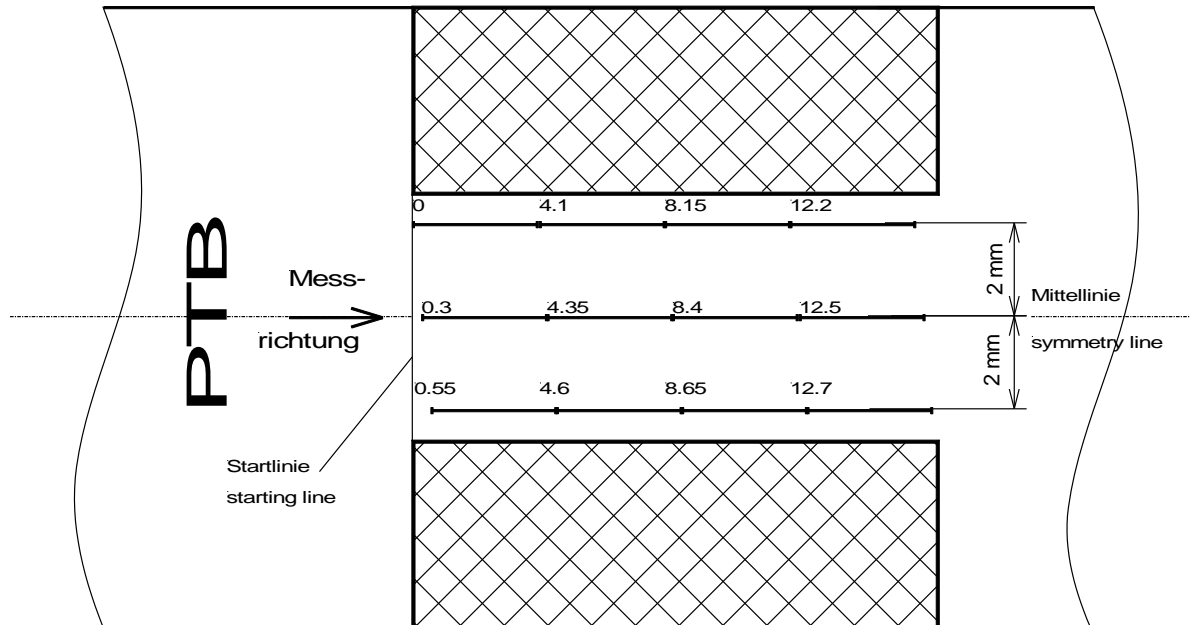 0 4.1 8.15 12.2
PTB
Mess-
richtung
2 mm
0.3 4.35 8.4 12.5
Mittellinie
symmetry line
2 mm
0.55 4.6 8.65 12.7
Startlinie
starting line